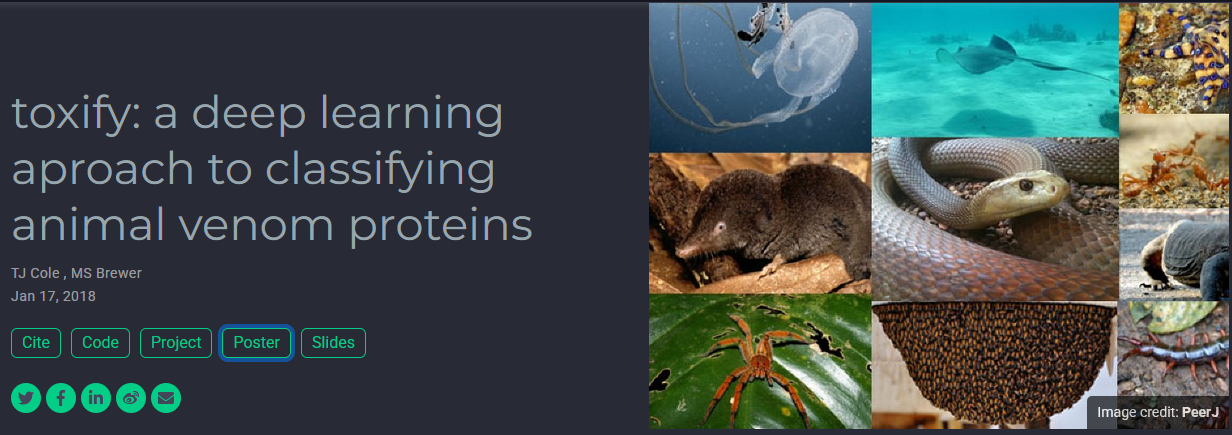 toxify: a deep learning
aproach to classifying
animal venom proteins
TJ Cole , MS Brewer
Jan 17, 2018
Cite Code Project Poster Slides
Image credit: PeerJ